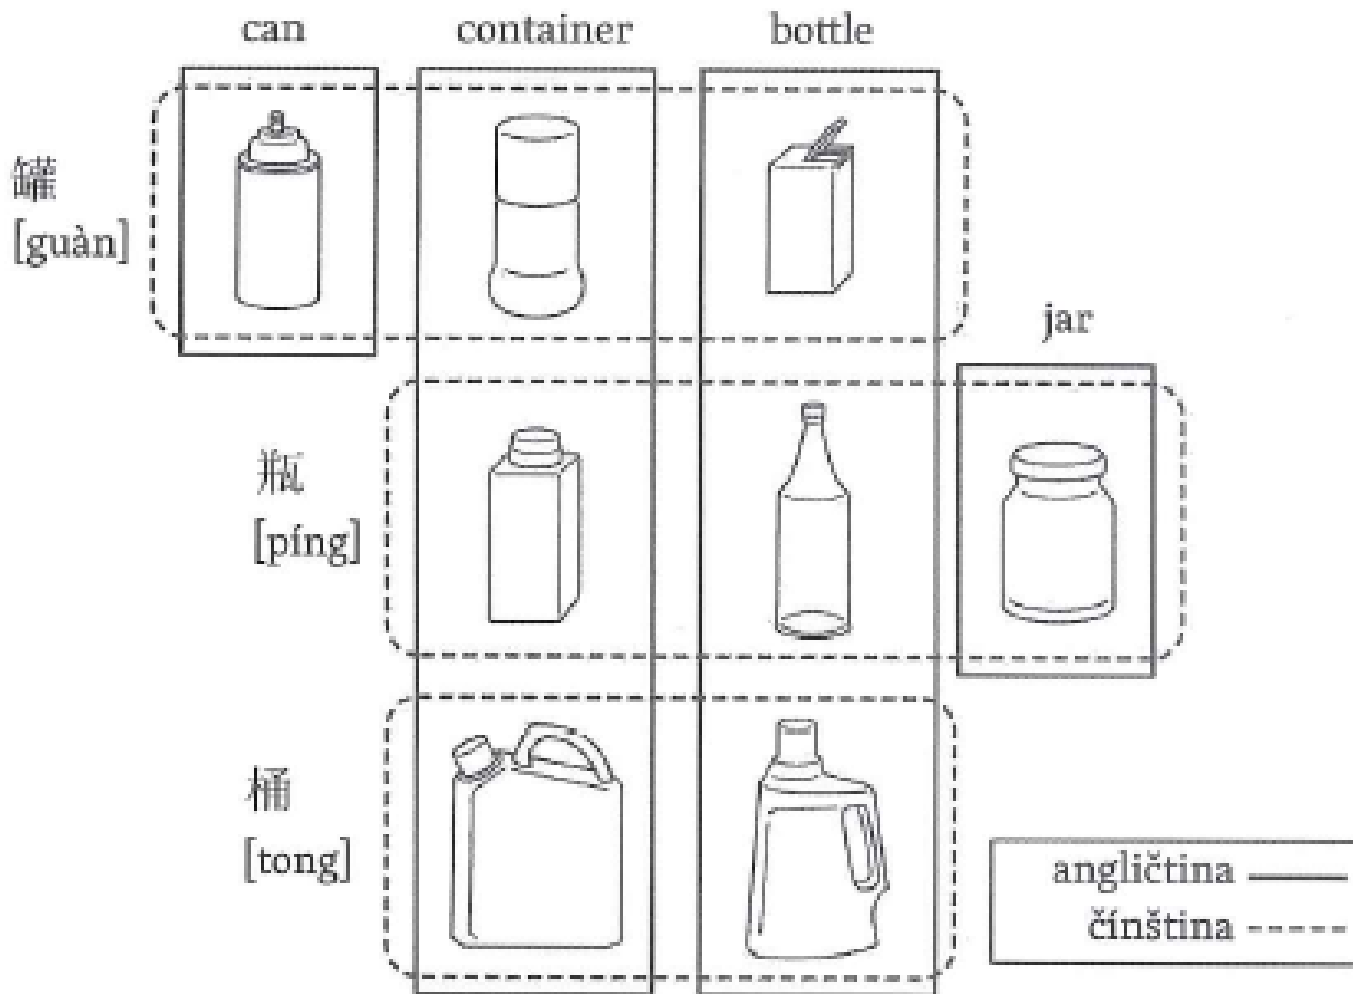 can container bottle
罐
[guàn]
jar
瓶
[píng]
桶
[tong]
angličtina
čínština